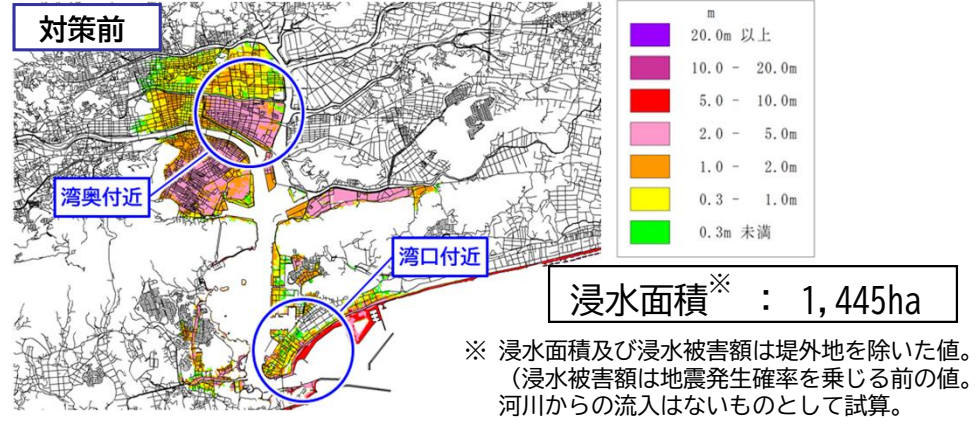 対策前
湾奥付近
湾口付近
m
20.0m 以上
10.0 - 20.0m
5.0 - 10.0m
2.0 - 5.0m
1.0 - 2.0m
0.3 - 1.0m
0.3m 未満
浸水面積※ : 1,445ha
※ 浸水面積及び浸水被害額は堤外地を除いた値。
（浸水被害額は地震発生確率を乗じる前の値。
河川からの流入はないものとして試算。